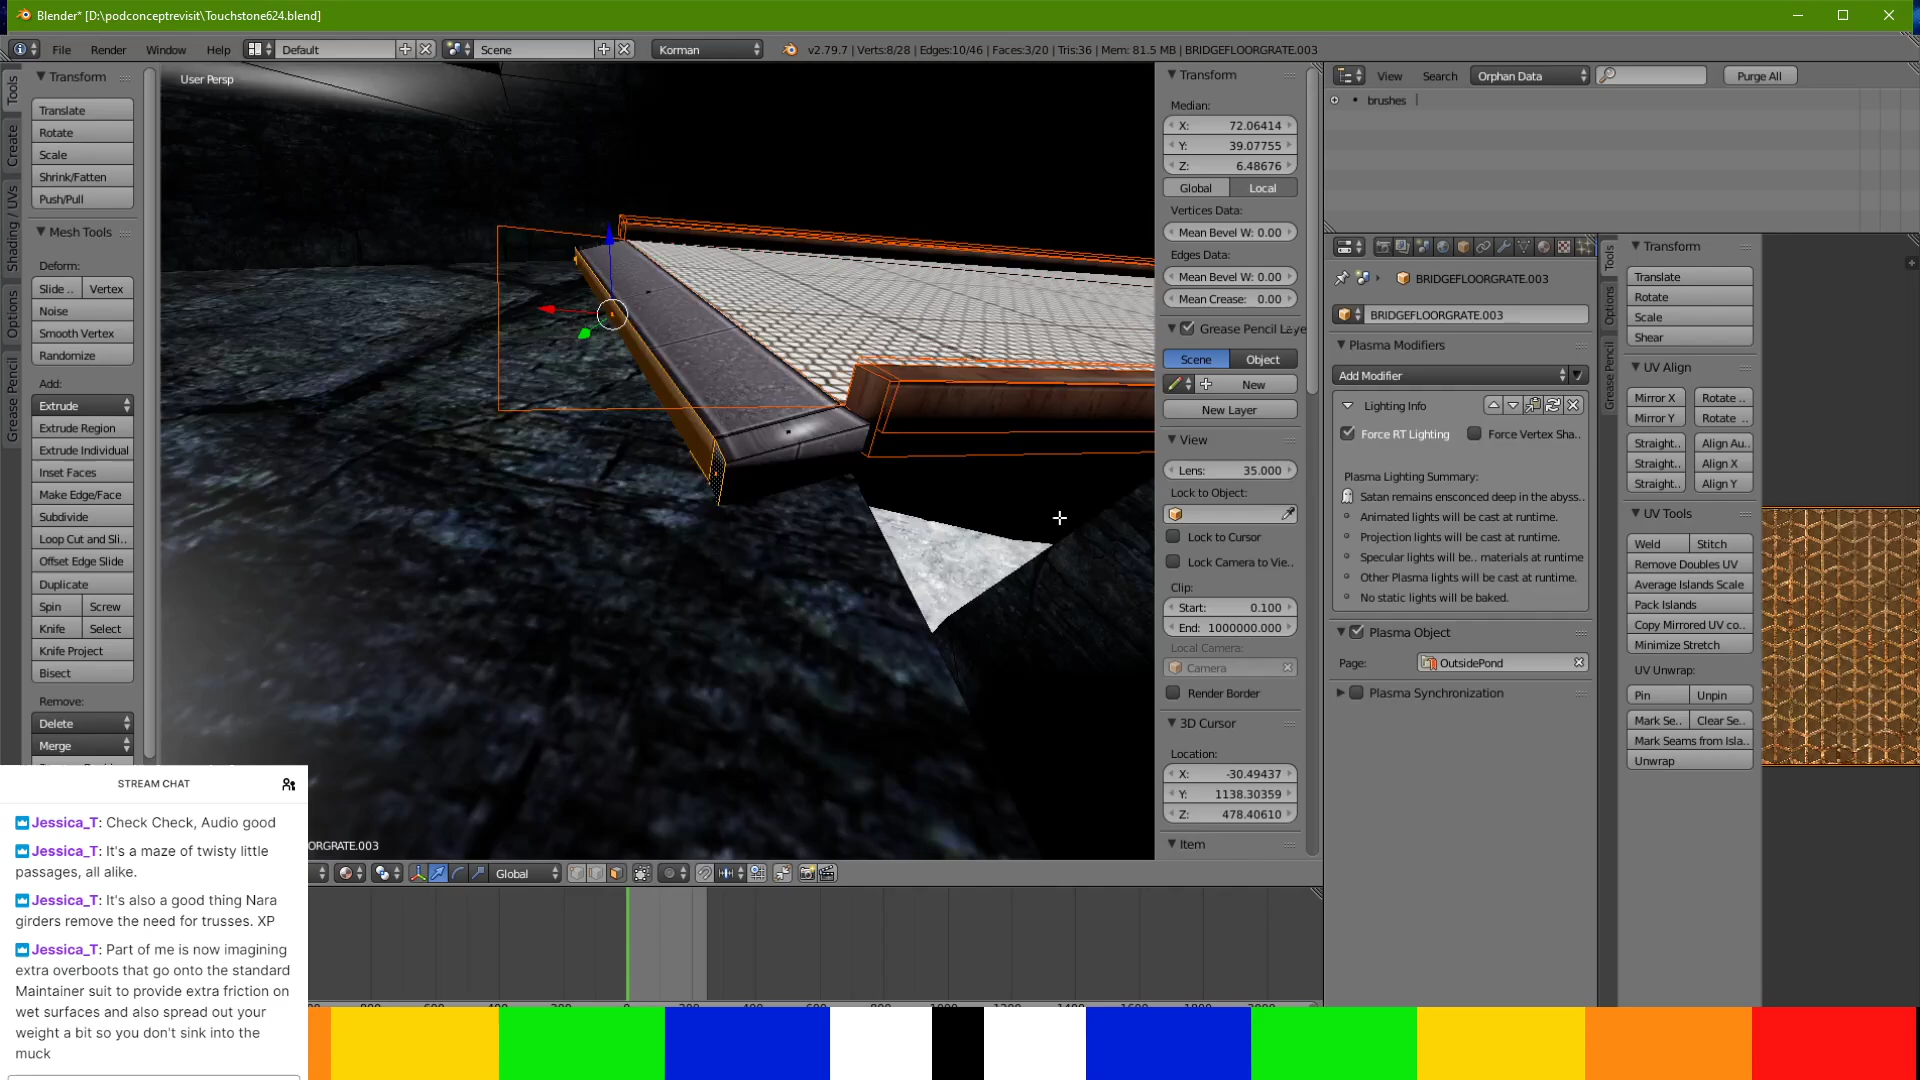 Blender* [D:\podconceptrevisit\Touchstone624.blend]
File Render Window Help Default Scene Korman v2.79.7 | Verts:8/28 | Edges:10/46 | Faces:3/20 | Tris:36 | Mem: 81.5 MB | BRIDGEFLOORGRATE.003
Tools
Create
Shading / UVs
Options
Grease Pencil
Transform
Translate
Rotate
Scale
Shrink/Fatten
Push/Pull
Mesh Tools
Deform:
Slide .. Vertex
Noise
Smooth Vertex
Randomize
Add:
Extrude
Extrude Region
Extrude Individual
Inset Faces
Make Edge/Face
Subdivide
Loop Cut and Sli..
Offset Edge Slide
Duplicate
Spin Screw
Knife Select
Knife Project
Bisect
Remove:
Delete
Merge
User Persp
ORGRATE.003
Global
Transform
Median:
X: 72.06414
Y: 39.07755
Z: 6.48676
Global Local
Vertices Data:
Mean Bevel W: 0.00
Edges Data:
Mean Bevel W: 0.00
Mean Crease: 0.00
Grease Pencil Laye
Scene Object
New
New Layer
View
Lens: 35.000
Lock to Object:
Lock to Cursor
Lock Camera to Vie..
Clip:
Start: 0.100
End: 1000000.000
Local Camera:
Camera
Render Border
3D Cursor
Location:
X: -30.49437
Y: 1138.30359
Z: 478.40610
Item
View Search Orphan Data Purge All
brushes
BRIDGEFLOORGRATE.003
BRIDGEFLOORGRATE.003
Plasma Modifiers
Add Modifier
Lighting Info
Force RT Lighting Force Vertex Sha..
Plasma Lighting Summary:
Satan remains ensconced deep in the abyss..
Animated lights will be cast at runtime.
Projection lights will be cast at runtime.
Specular lights will be.. materials at runtime
Other Plasma lights will be cast at runtime.
No static lights will be baked.
Plasma Object
Page: OutsidePond
Plasma Synchronization
Tools
Options
Grease Pencil
Transform
Translate
Rotate
Scale
Shear
UV Align
Mirror X Rotate ..
Mirror Y Rotate ..
Straight.. Align Au..
Straight.. Align X
Straight.. Align Y
UV Tools
Weld Stitch
Remove Doubles UV
Average Islands Scale
Pack Islands
Copy Mirrored UV co..
Minimize Stretch
UV Unwrap:
Pin Unpin
Mark Se.. Clear Se..
Mark Seams from Isla..
Unwrap
STREAM CHAT
Jessica_T: Check Check, Audio good
Jessica_T: It's a maze of twisty little
passages, all alike.
Jessica_T: It's also a good thing Nara
girders remove the need for trusses. XP
Jessica_T: Part of me is now imagining
extra overboots that go onto the standard
Maintainer suit to provide extra friction on
wet surfaces and also spread out your
weight a bit so you don't sink into the
muck